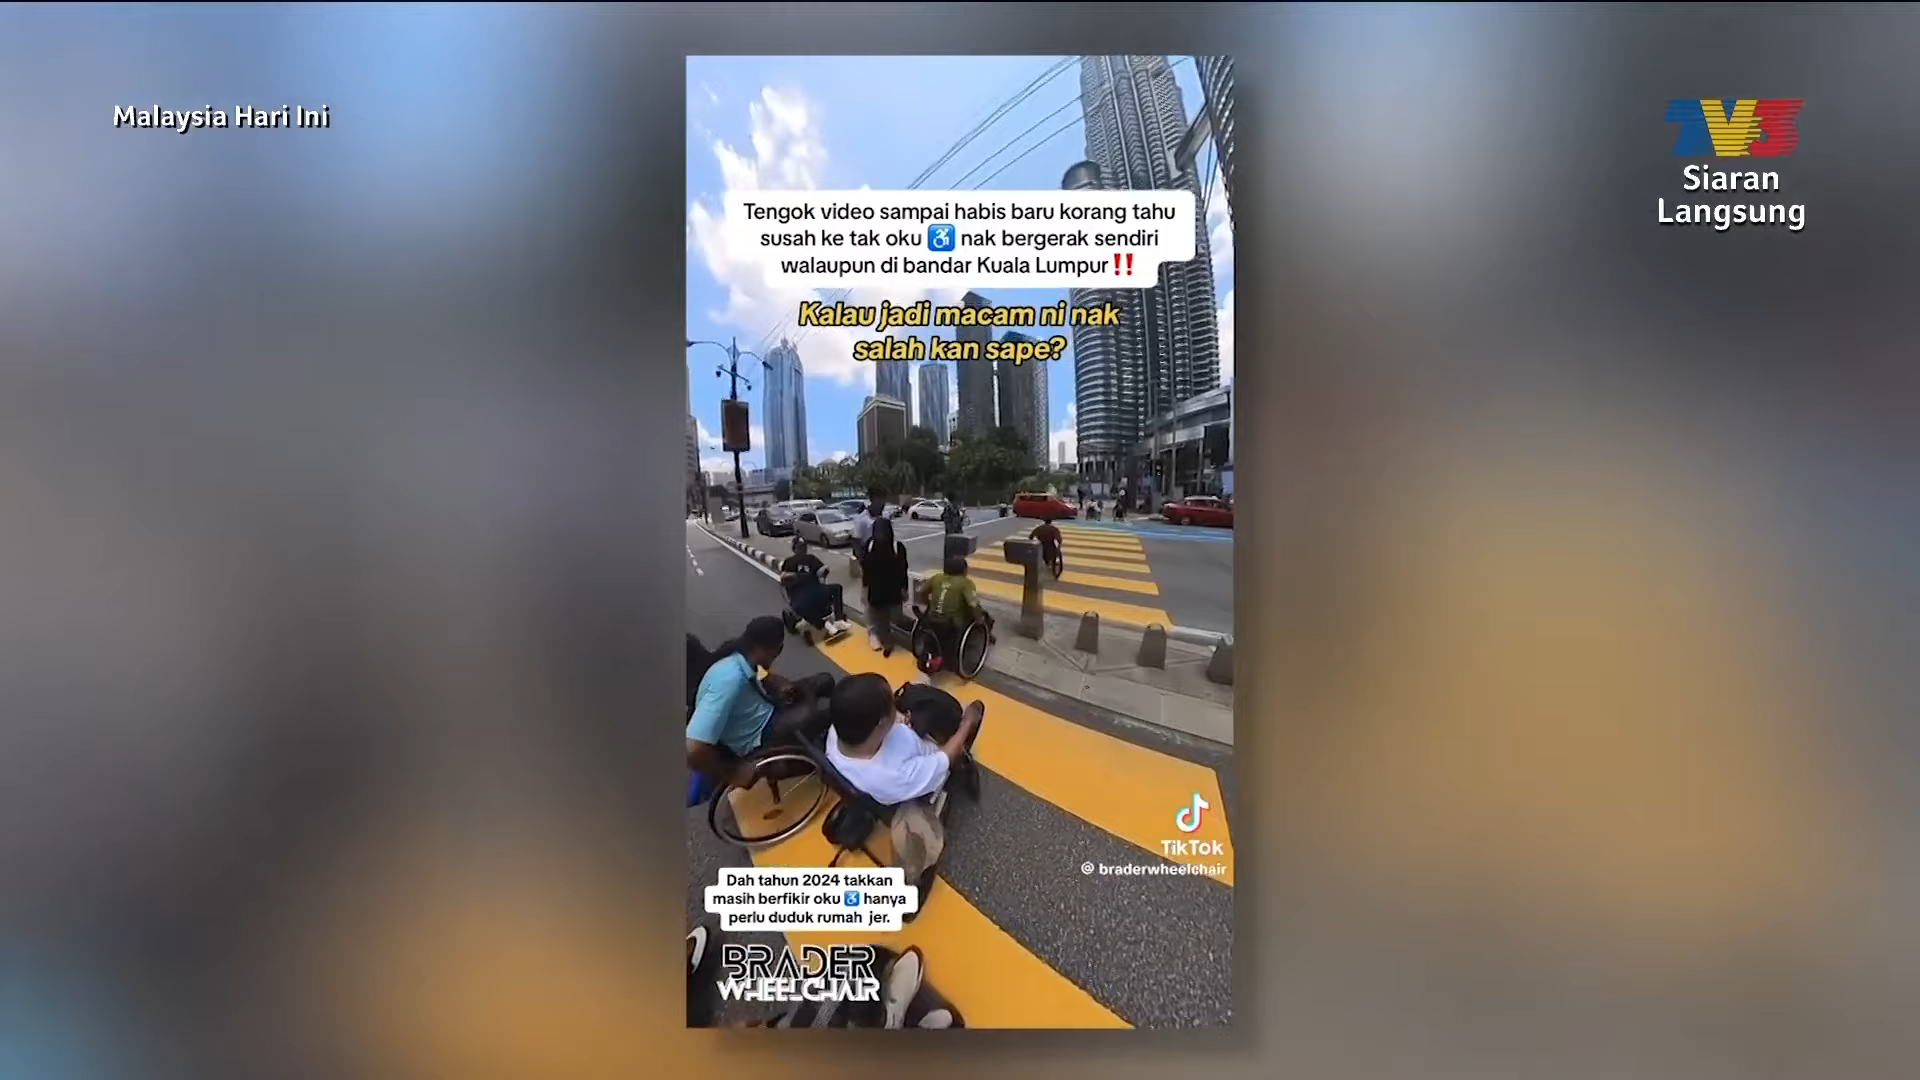 Malaysia Hari Ini
TV3
Siaran
Langsung
Tengok video sampai habis baru korang tahu
susah ke tak oku ♿ nak bergerak sendiri
walaupun di bandar Kuala Lumpur‼️
Kalau jadi macam ni nak
salah kan sape?
TikTok
@ braderwheelchair
Dah tahun 2024 takkan
masih berfikir oku ♿ hanya
perlu duduk rumah jer.
BRADER
WHEELCHAIR